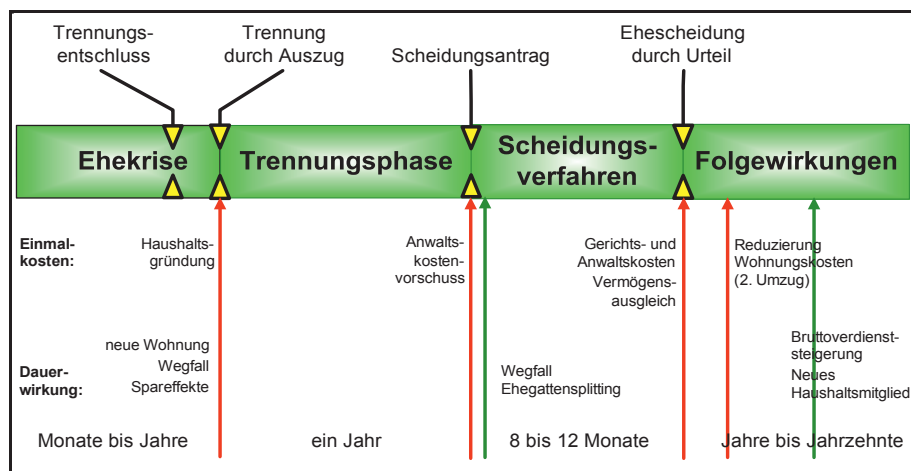 Trennungs-
entschluss
Trennung
durch Auszug
Scheidungsantrag
Ehescheidung
durch Urteil
Ehekrise
Trennungsphase
Scheidungs-
verfahren
Folgewirkungen
Einmal-
kosten:
Haushalts-
gründung
Anwalts-
kosten-
vorschuss
Gerichts- und
Anwaltskosten
Vermögens-
ausgleich
Reduzierung
Wohnungskosten
(2. Umzug)
Dauer-
wirkung:
neue Wohnung
Wegfall
Spareffekte
Wegfall
Ehegattensplitting
Bruttoverdienst-
steigerung
Neues
Haushaltsmitglied
Monate bis Jahre
ein Jahr
8 bis 12 Monate
Jahre bis Jahrzehnte